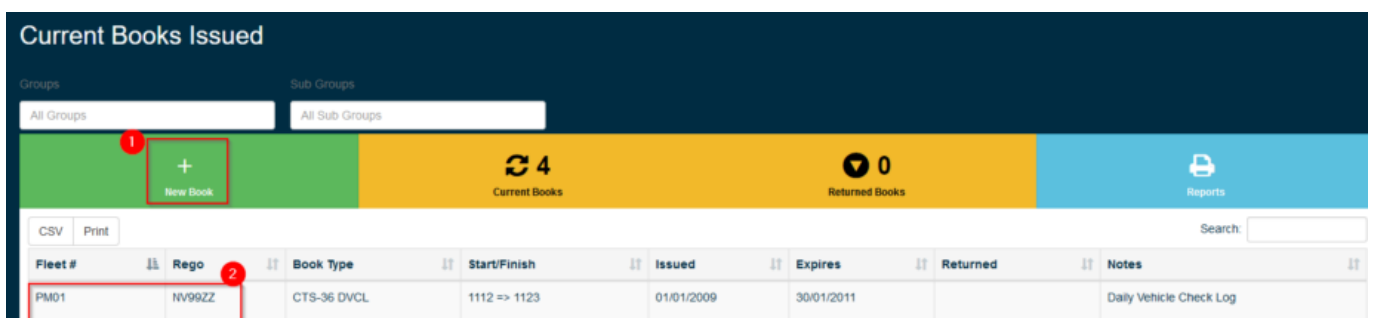 Current Books Issued
Groups Sub Groups
All Groups All Sub Groups
1
+ 4 0
New Book Current Books Returned Books Reports
CSV Print Search:
Fleet # Rego Book Type Start/Finish Issued Expires Returned Notes
2
PM01 NV99ZZ CTS-36 DVCL 1112 => 1123 01/01/2009 30/01/2011 Daily Vehicle Check Log